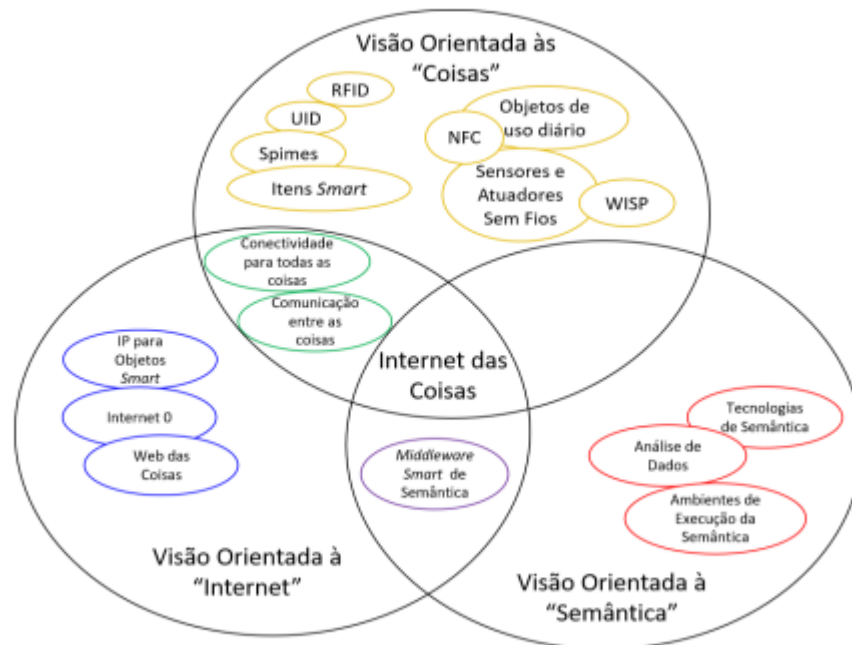 Visão Orientada às
“Coisas”
RFID
UID
Spimes
Itens Smart
Objetos de
uso diário
NFC
Sensores e
Atuadores
Sem Fios
WISP
Conectividade
para todas as
coisas
Comunicação
entre as
coisas
IP para
Objetos
Smart
Internet 0
Web das
Coisas
Internet das
Coisas
Middleware
Smart de
Semântica
Tecnologias
de Semântica
Análise de
Dados
Ambientes de
Execução da
Semântica
Visão Orientada à
“Internet”
Visão Orientada à
“Semântica”